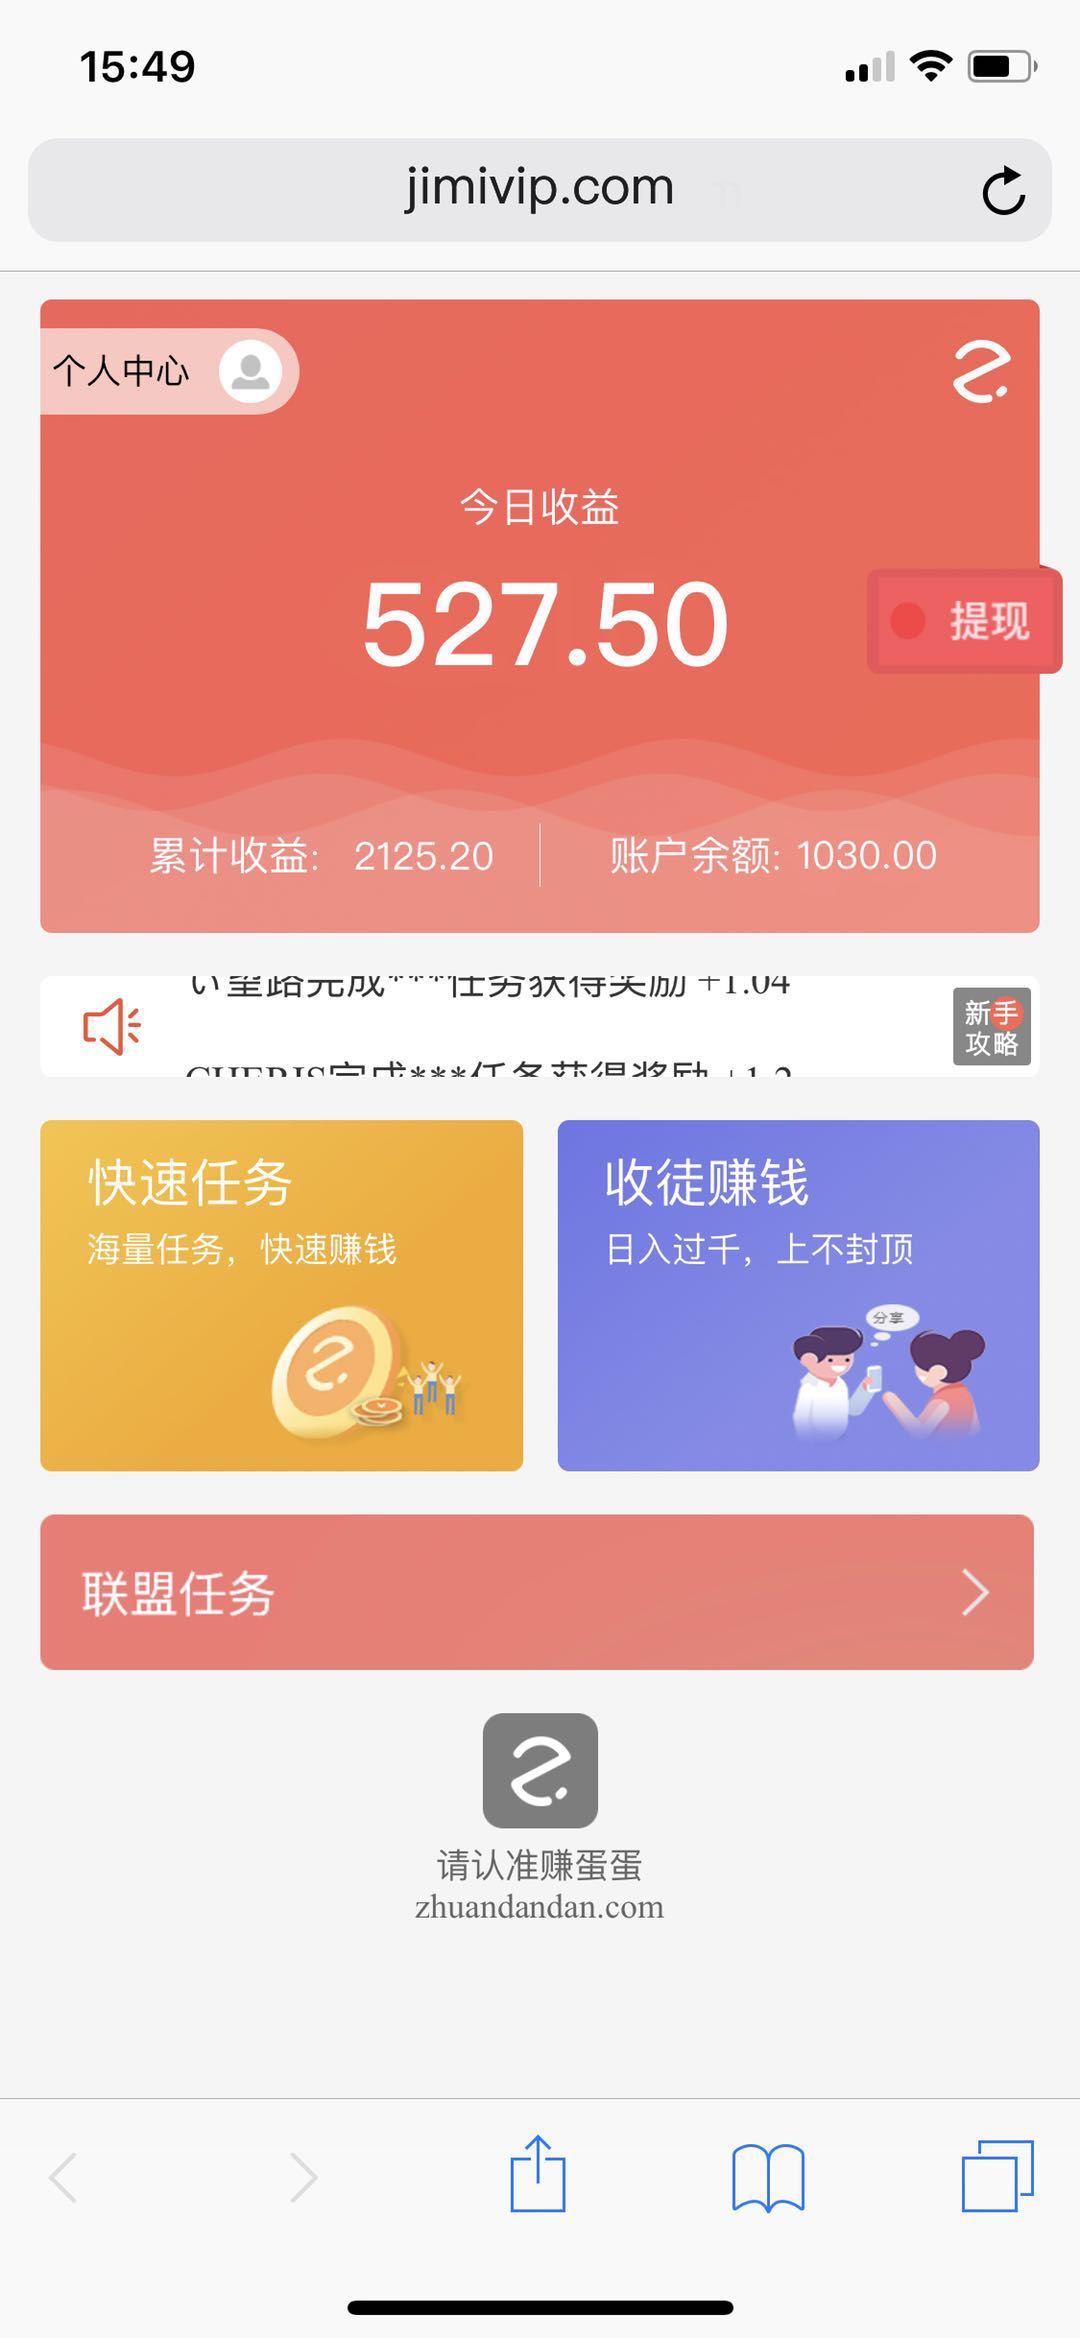 15:49
jimivip.com
个人中心
今日收益
527.50
提现
累计收益: 2125.20
账户余额: 1030.00
い望路完成***任务获得奖励 +1.04
新手
攻略
CHERIS完成***任务获得奖励 +1.2
快速任务
海量任务，快速赚钱
收徒赚钱
日入过千，上不封顶
分享
联盟任务
请认准赚蛋蛋
zhuandandan.com